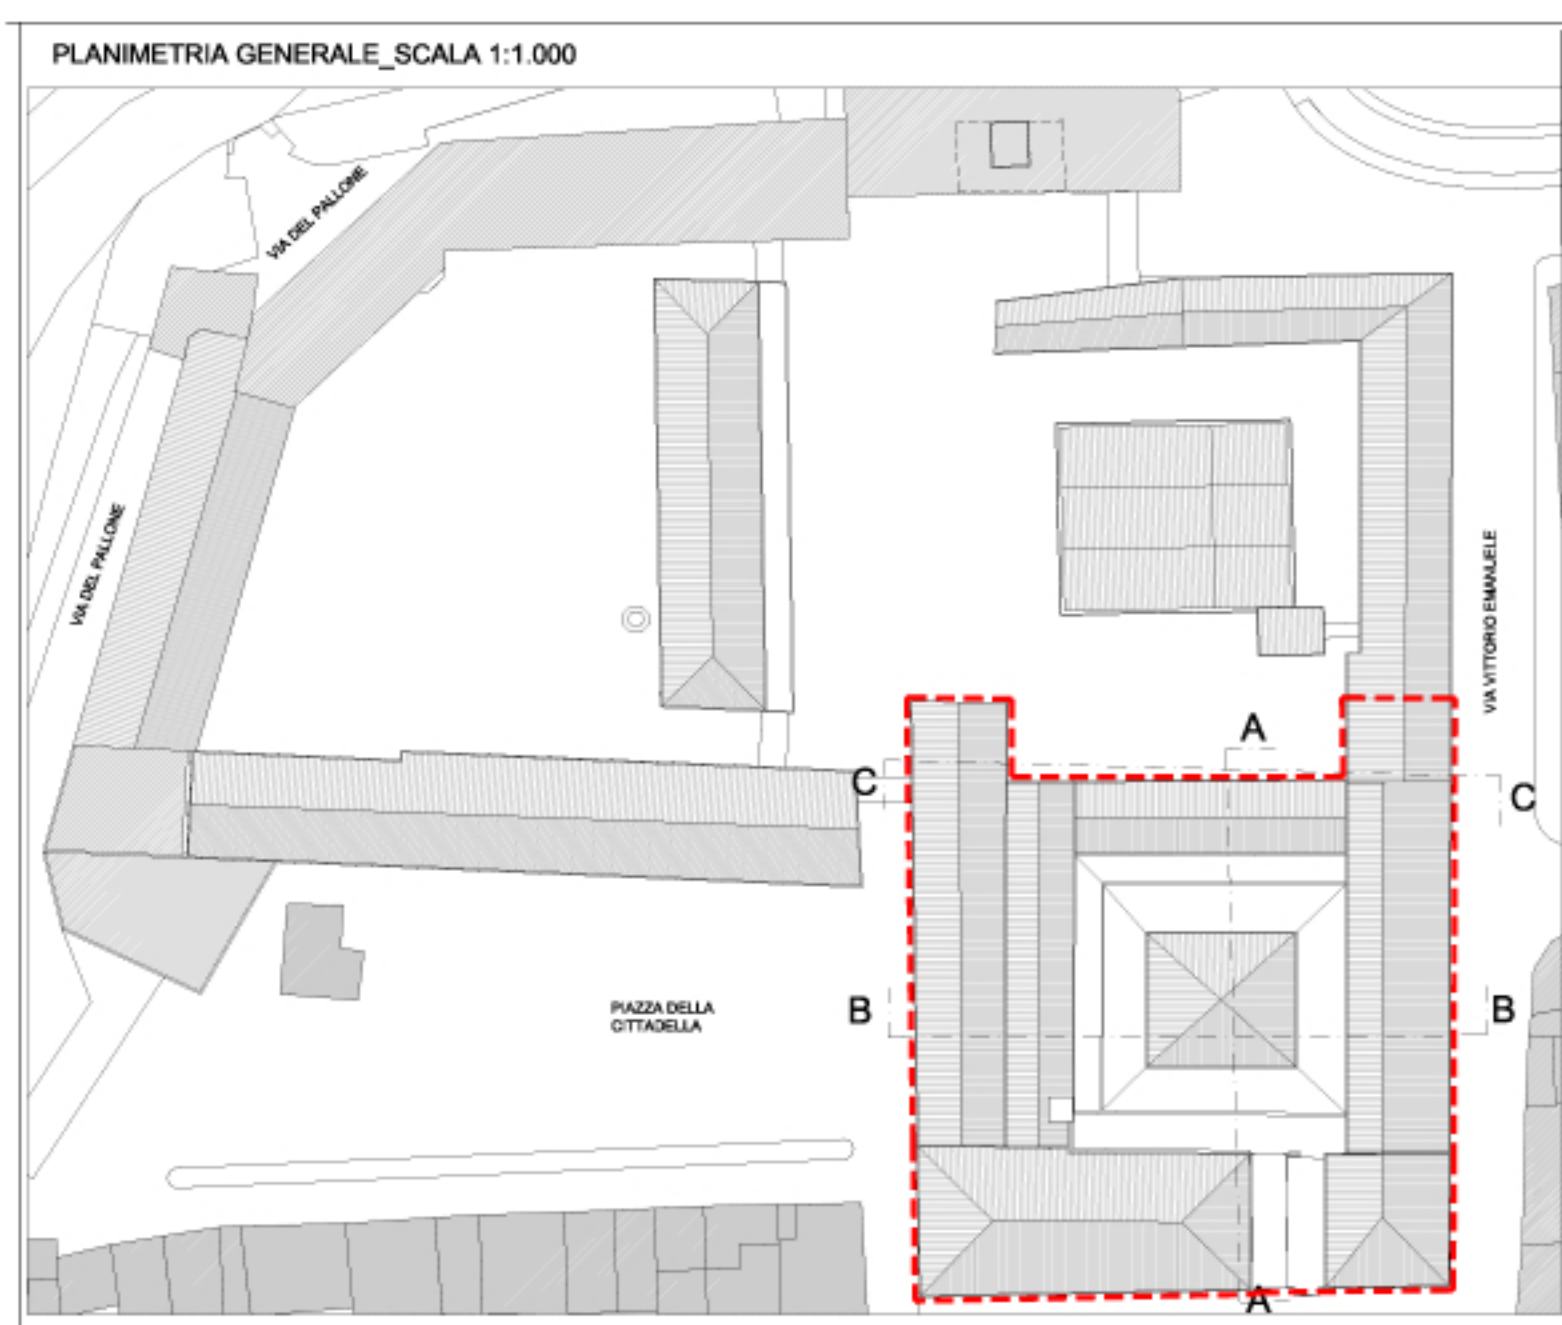 PLANIMETRIA GENERALE_SCALA 1:1.000
VIA DEL PALLONE
VIA DEL PALLONE
VIA VITTORIO EMANUELE
A
C
C
B
B
PIAZZA DELLA
CITTADELLA
A